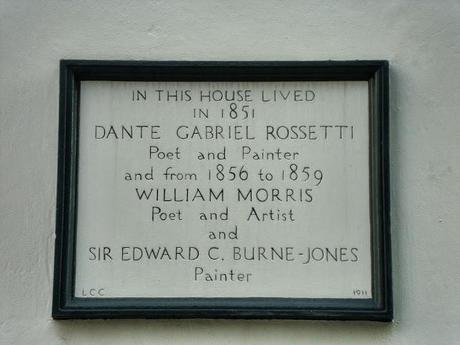 IN THIS HOUSE LIVED
IN 1851
DANTE GABRIEL ROSSETTI
Poet and Painter
and from 1856 to 1859
WILLIAM MORRIS
Poet and Artist
and
SIR EDWARD C. BURNE-JONES
Painter
LCC 1911